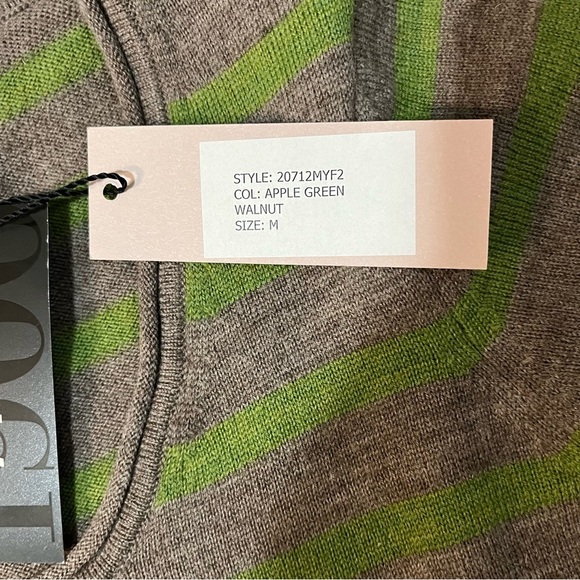 STYLE: 20712MYF2
COL: APPLE GREEN
WALNUT
SIZE: M